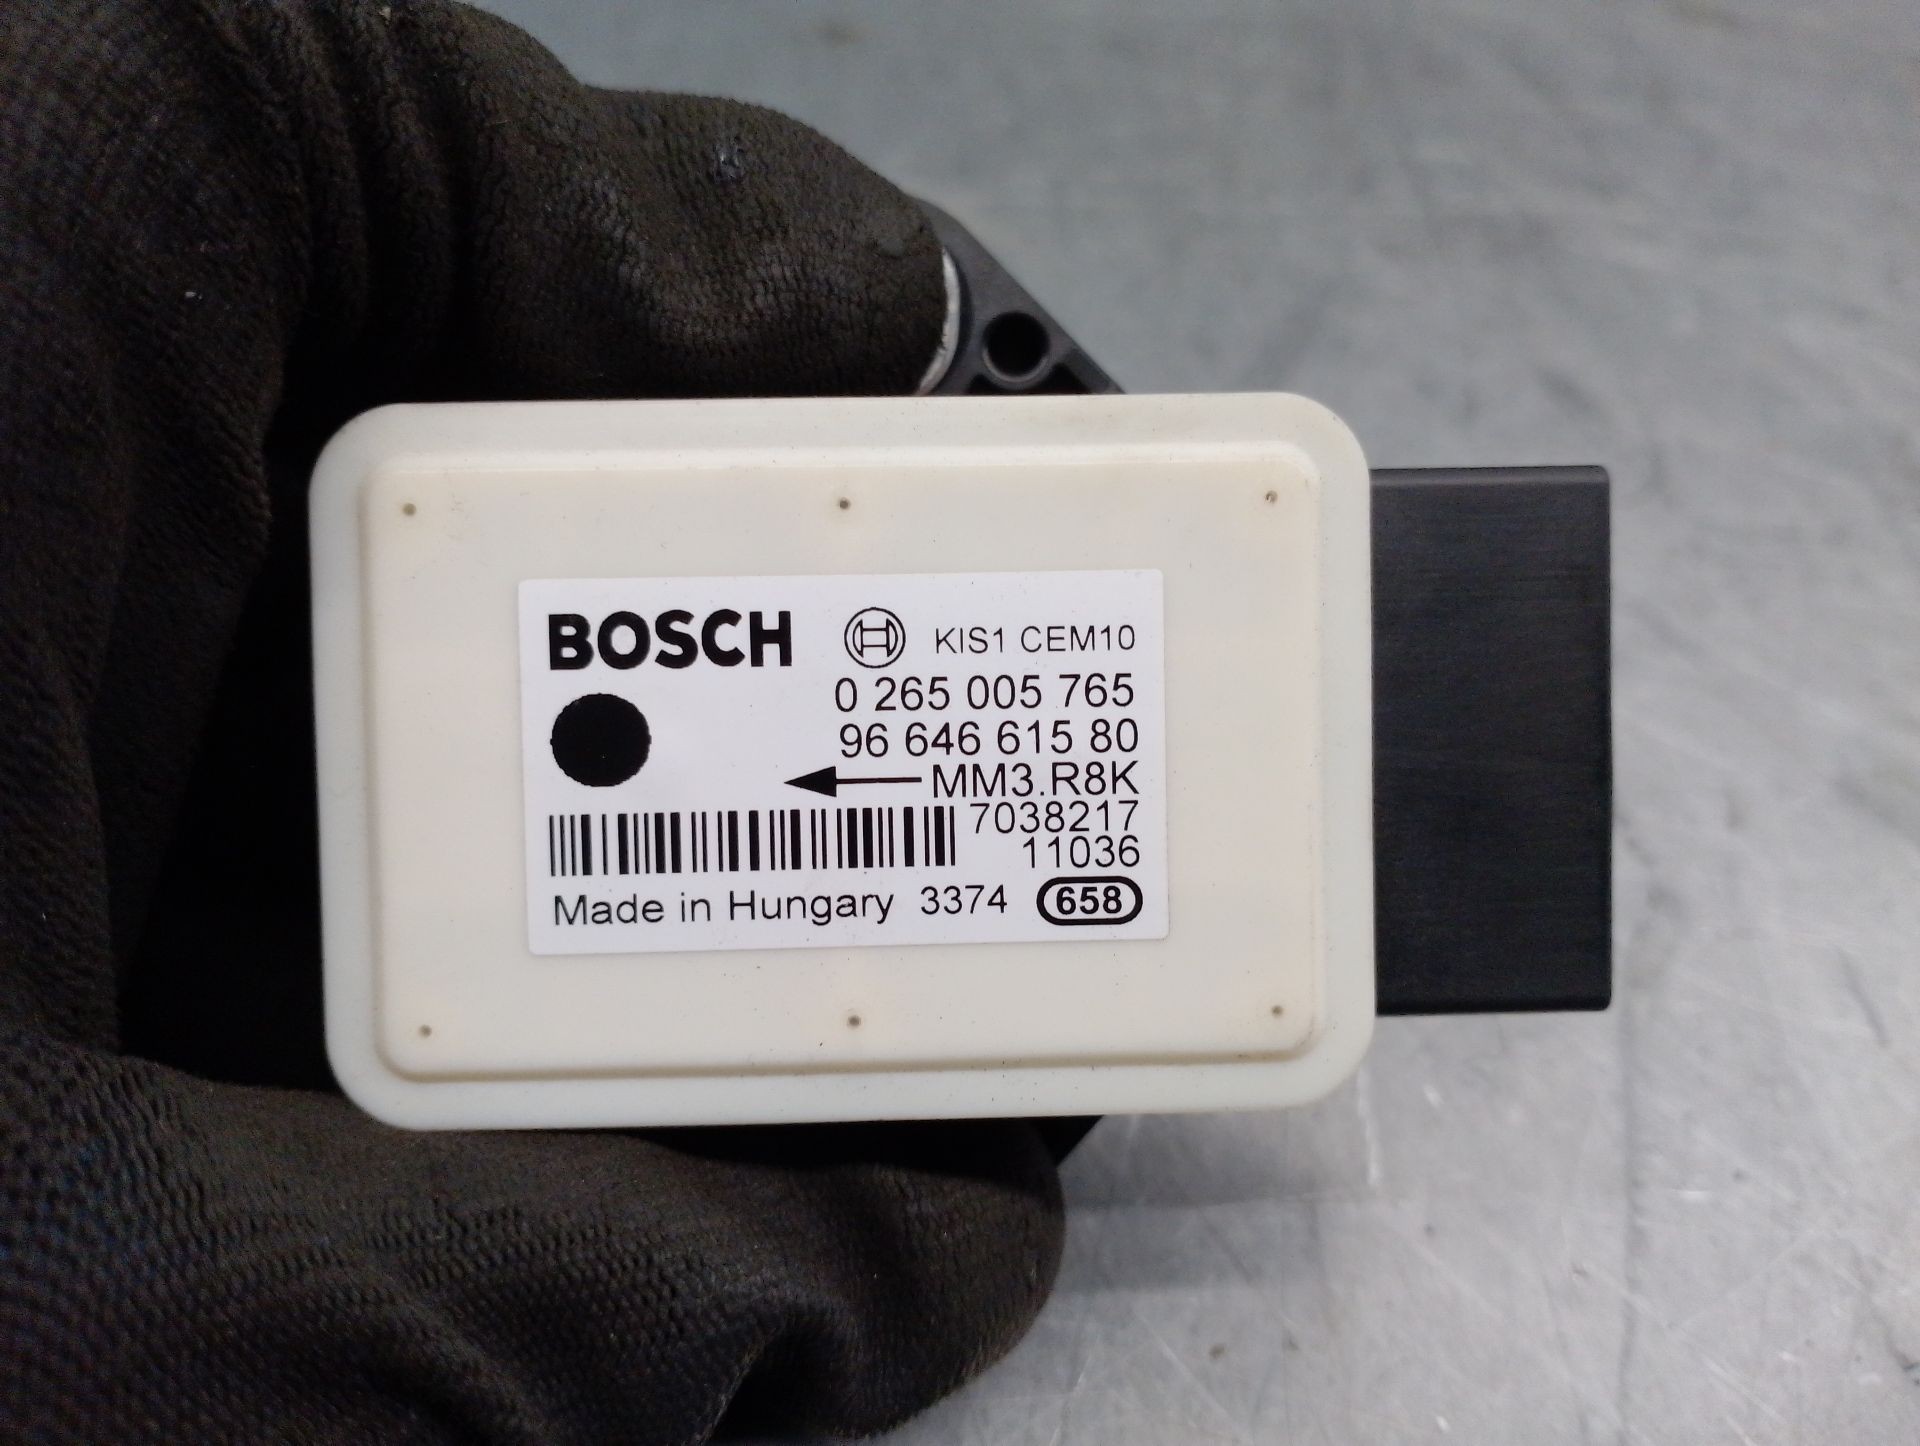 BOSCH KIS1 CEM10
0 265 005 765
96 646 615 80
MM3.R8K
7038217
11036
Made in Hungary 3374 658